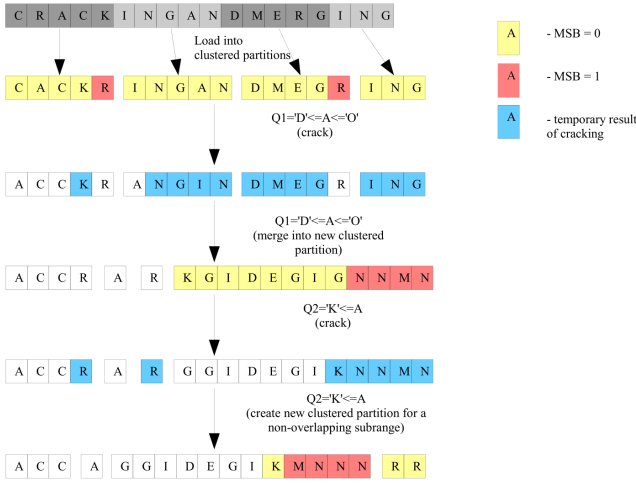 C R A C K I N G A N D M E R G I N G
Load into
clustered partitions
A - MSB = 0
C A C K R I N G A N D M E G R I N G
A - MSB = 1
Q1='D'<=A<='O'
(crack)
A - temporary result
of cracking
A C C K R A N G I N D M E G R I N G
Q1='D'<=A<='O'
(merge into new clustered
partition)
A C C R A R K G I D E G I G N N M N
Q2='K'<=A
(crack)
A C C R A R G G I D E G I K N N M N
Q2='K'<=A
(create new clustered partition for a
non-overlapping subrange)
A C C A G G I D E G I K M N N N R R